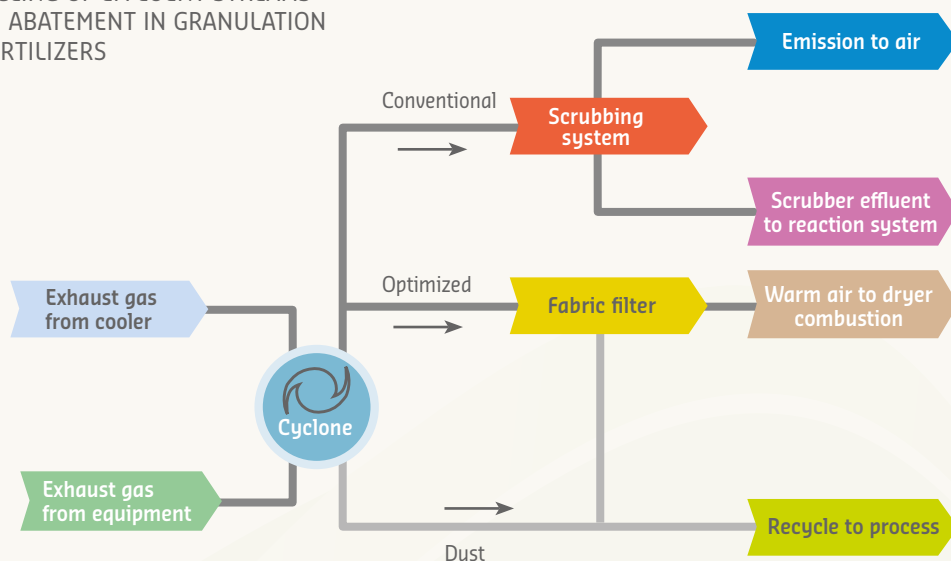 ABATEMENT IN GRANULATION
Emission to air
Conventional
Scrubbing
system
Scrubber effluent
to reaction system
Optimized
Exhaust gas
from cooler
Fabric filter
Warm air to dryer
combustion
Cyclone
Exhaust gas
from equipment
Recycle to process
Dust